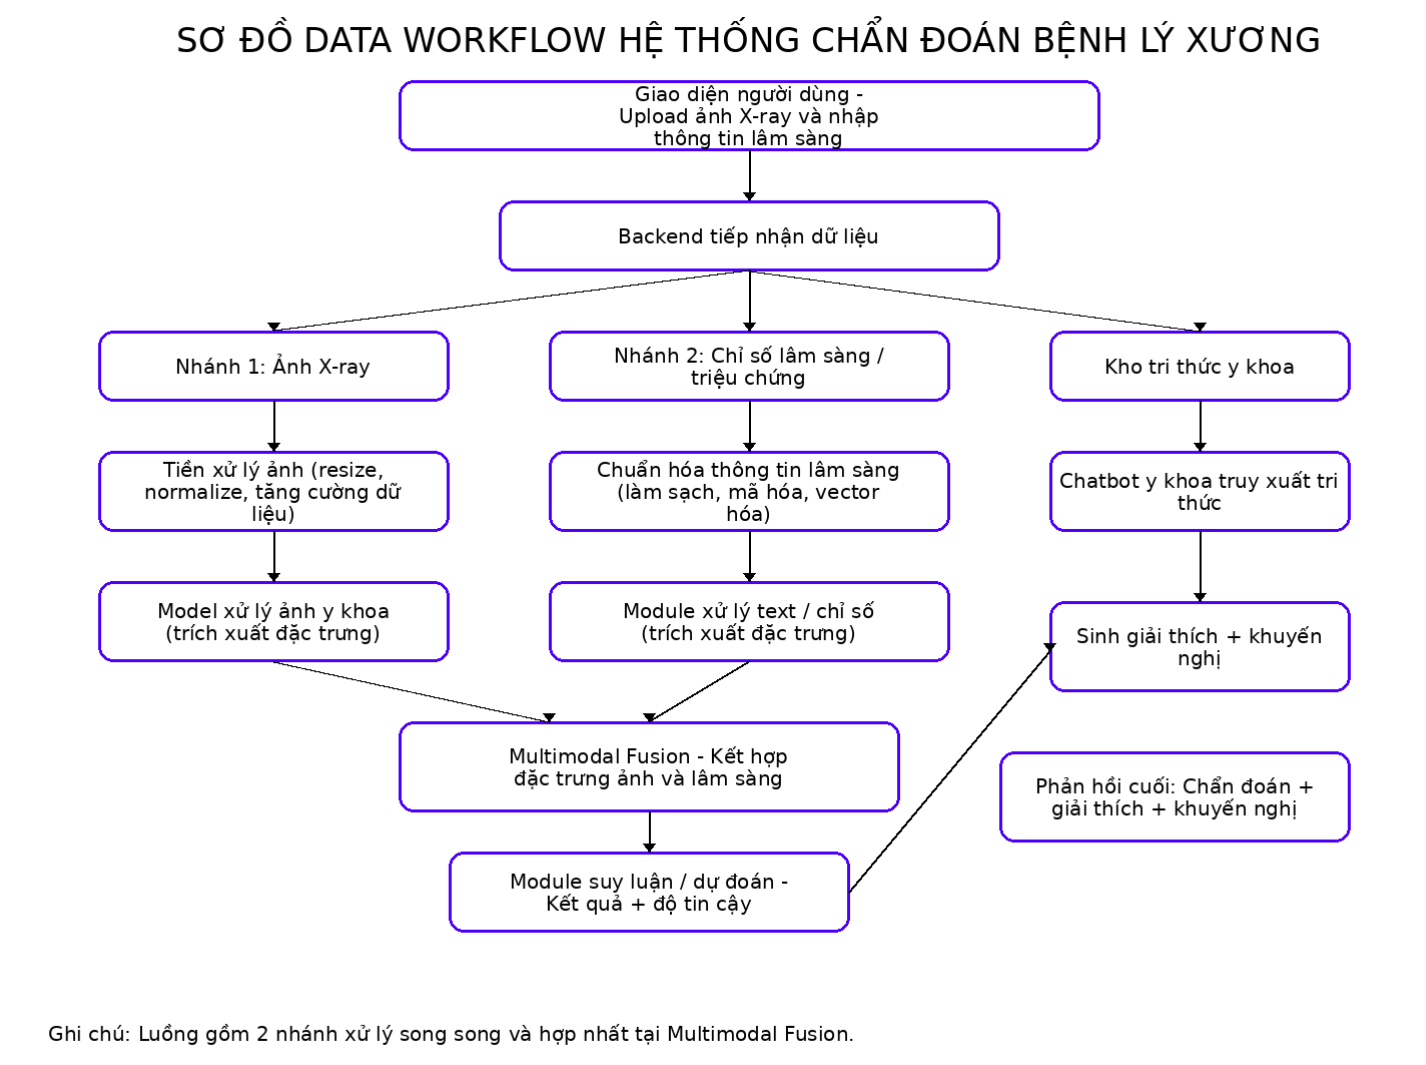 SƠ ĐỒ DATA WORKFLOW HỆ THỐNG CHẨN ĐOÁN BỆNH LÝ XƯƠNG
Giao diện người dùng -
Upload ảnh X-ray và nhập
thông tin lâm sàng
Backend tiếp nhận dữ liệu
Nhánh 1: Ảnh X-ray
Nhánh 2: Chỉ số lâm sàng /
triệu chứng
Kho tri thức y khoa
Tiền xử lý ảnh (resize,
normalize, tăng cường dữ
liệu)
Chuẩn hóa thông tin lâm sàng
(làm sạch, mã hóa, vector
hóa)
Chatbot y khoa truy xuất tri
thức
Model xử lý ảnh y khoa
(trích xuất đặc trưng)
Module xử lý text / chỉ số
(trích xuất đặc trưng)
Sinh giải thích + khuyến
nghị
Multimodal Fusion - Kết hợp
đặc trưng ảnh và lâm sàng
Phản hồi cuối: Chẩn đoán +
giải thích + khuyến nghị
Module suy luận / dự đoán -
Kết quả + độ tin cậy
Ghi chú: Luồng gồm 2 nhánh xử lý song song và hợp nhất tại Multimodal Fusion.